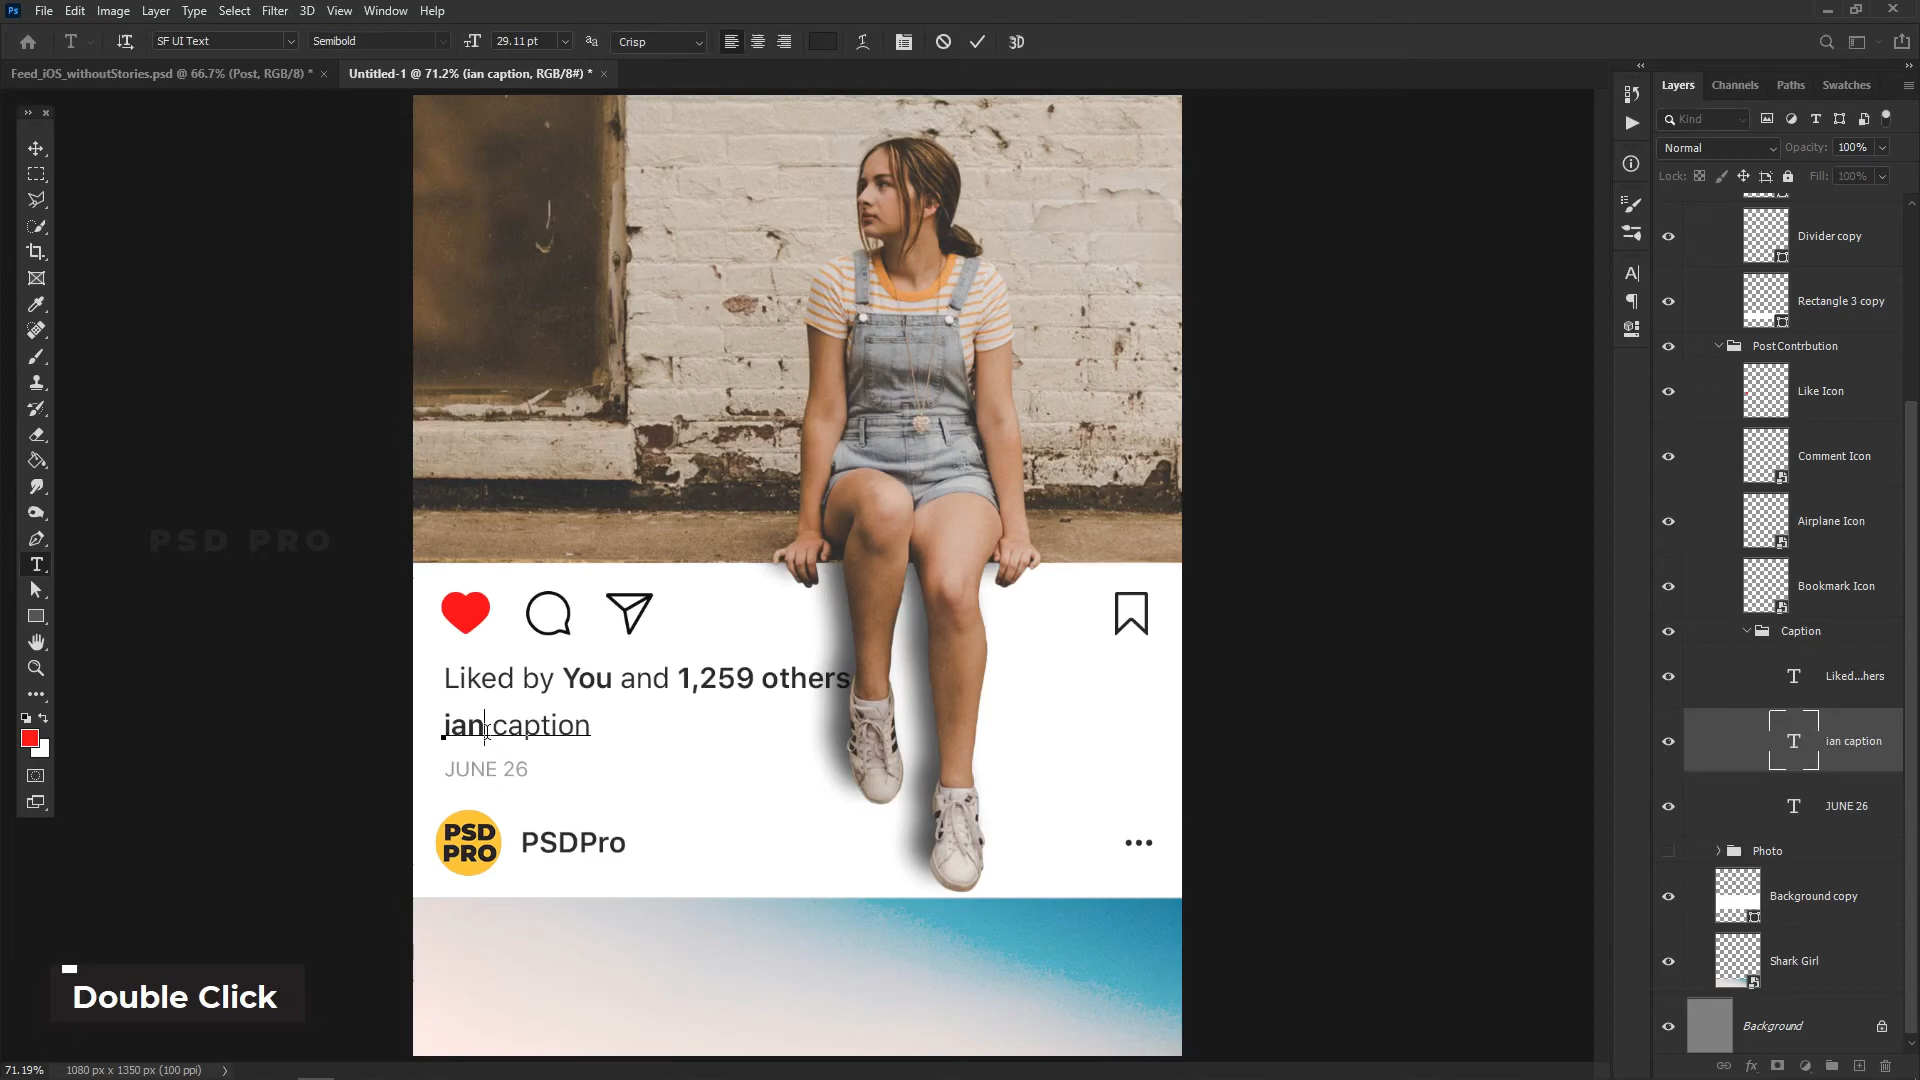 Ps File Edit Image Layer Type Select Filter 3D View Window Help
T SF UI Text Semibold 29.11 pt aa Crisp 3D
Feed_iOS_withoutStories.psd @ 66.7% (Post, RGB/8) * × Untitled-1 @ 71.2% (ian caption, RGB/8#) * ×
Layers Channels Paths Swatches
Kind
Normal Opacity: 100%
Lock: Fill: 100%
Divider copy
Rectangle 3 copy
PostContrbution
Like Icon
Comment Icon
Airplane Icon
Bookmark Icon
Caption
T Liked...hers
T ian caption
T JUNE 26
Photo
Background copy
Shark Girl
Background
PSD PRO
Liked by You and 1,259 others
ian caption
JUNE 26
PSD
PRO
PSDPro
Double Click
71.19% 1080 px x 1350 px (100 ppi)